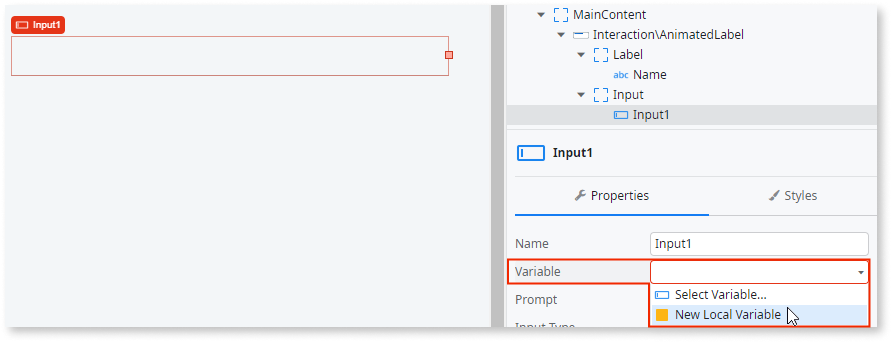 Input1
MainContent
Interaction\AnimatedLabel
Label
abc Name
Input
Input1
Input1
Properties
Styles
Name
Input1
Variable
Prompt
Select Variable...
New Local Variable
Input Type